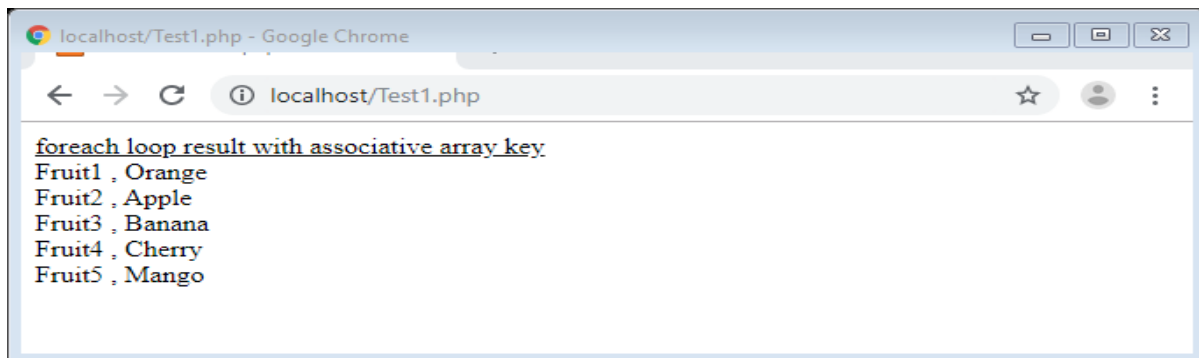 localhost/Test1.php - Google Chrome
localhost/Test1.php
foreach loop result with associative array key
Fruit1 , Orange
Fruit2 , Apple
Fruit3 , Banana
Fruit4 , Cherry
Fruit5 , Mango